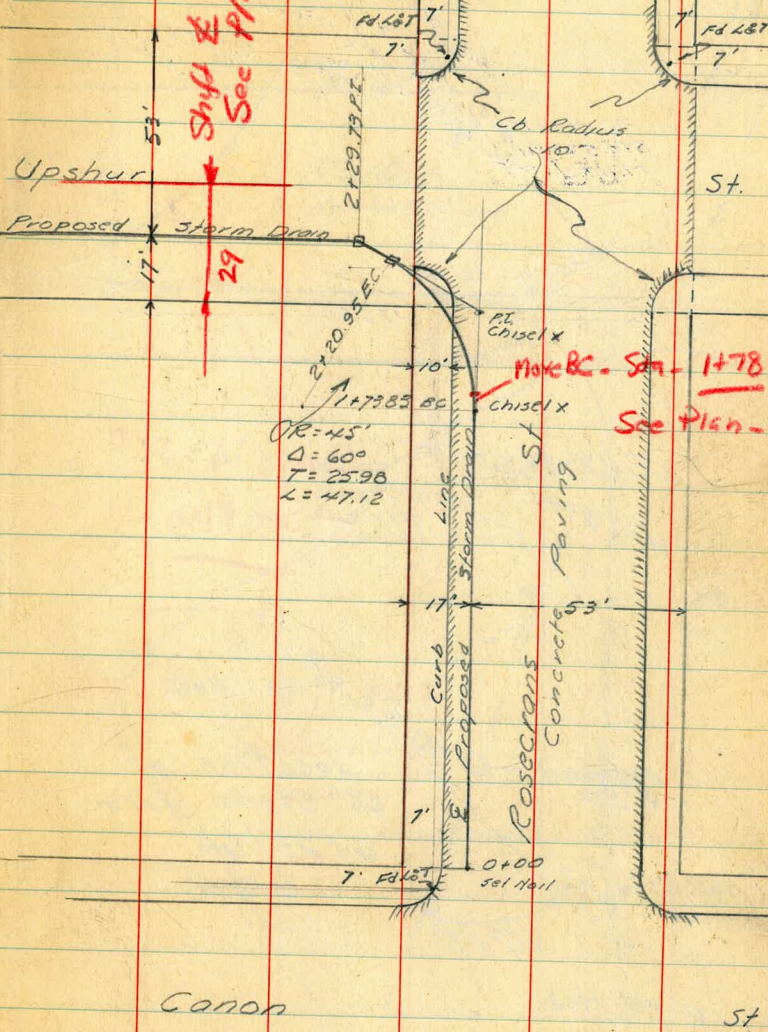 7'
Fd L&T
7'
7'
Fd L&T
7'
53'
Shift ⅊
See
2+29.73 P.I.
Cb Radius
10'
Upshur
St.
Proposed Storm Drain
17'
29
2+20.95 E.C.
P.I.
Chisel x
10'
Move BC - Sta - 1+78
1+73.83 BC
Chisel x
See Plan -
R = 45'
Δ = 60°
T = 25.98
L = 47.12
St
Curb Line
℄ Proposed Storm Drain
Rosecrans
Concrete Paving
17'
53'
7'
0+00
Set Nail
7' Fd L&T
Canon
St